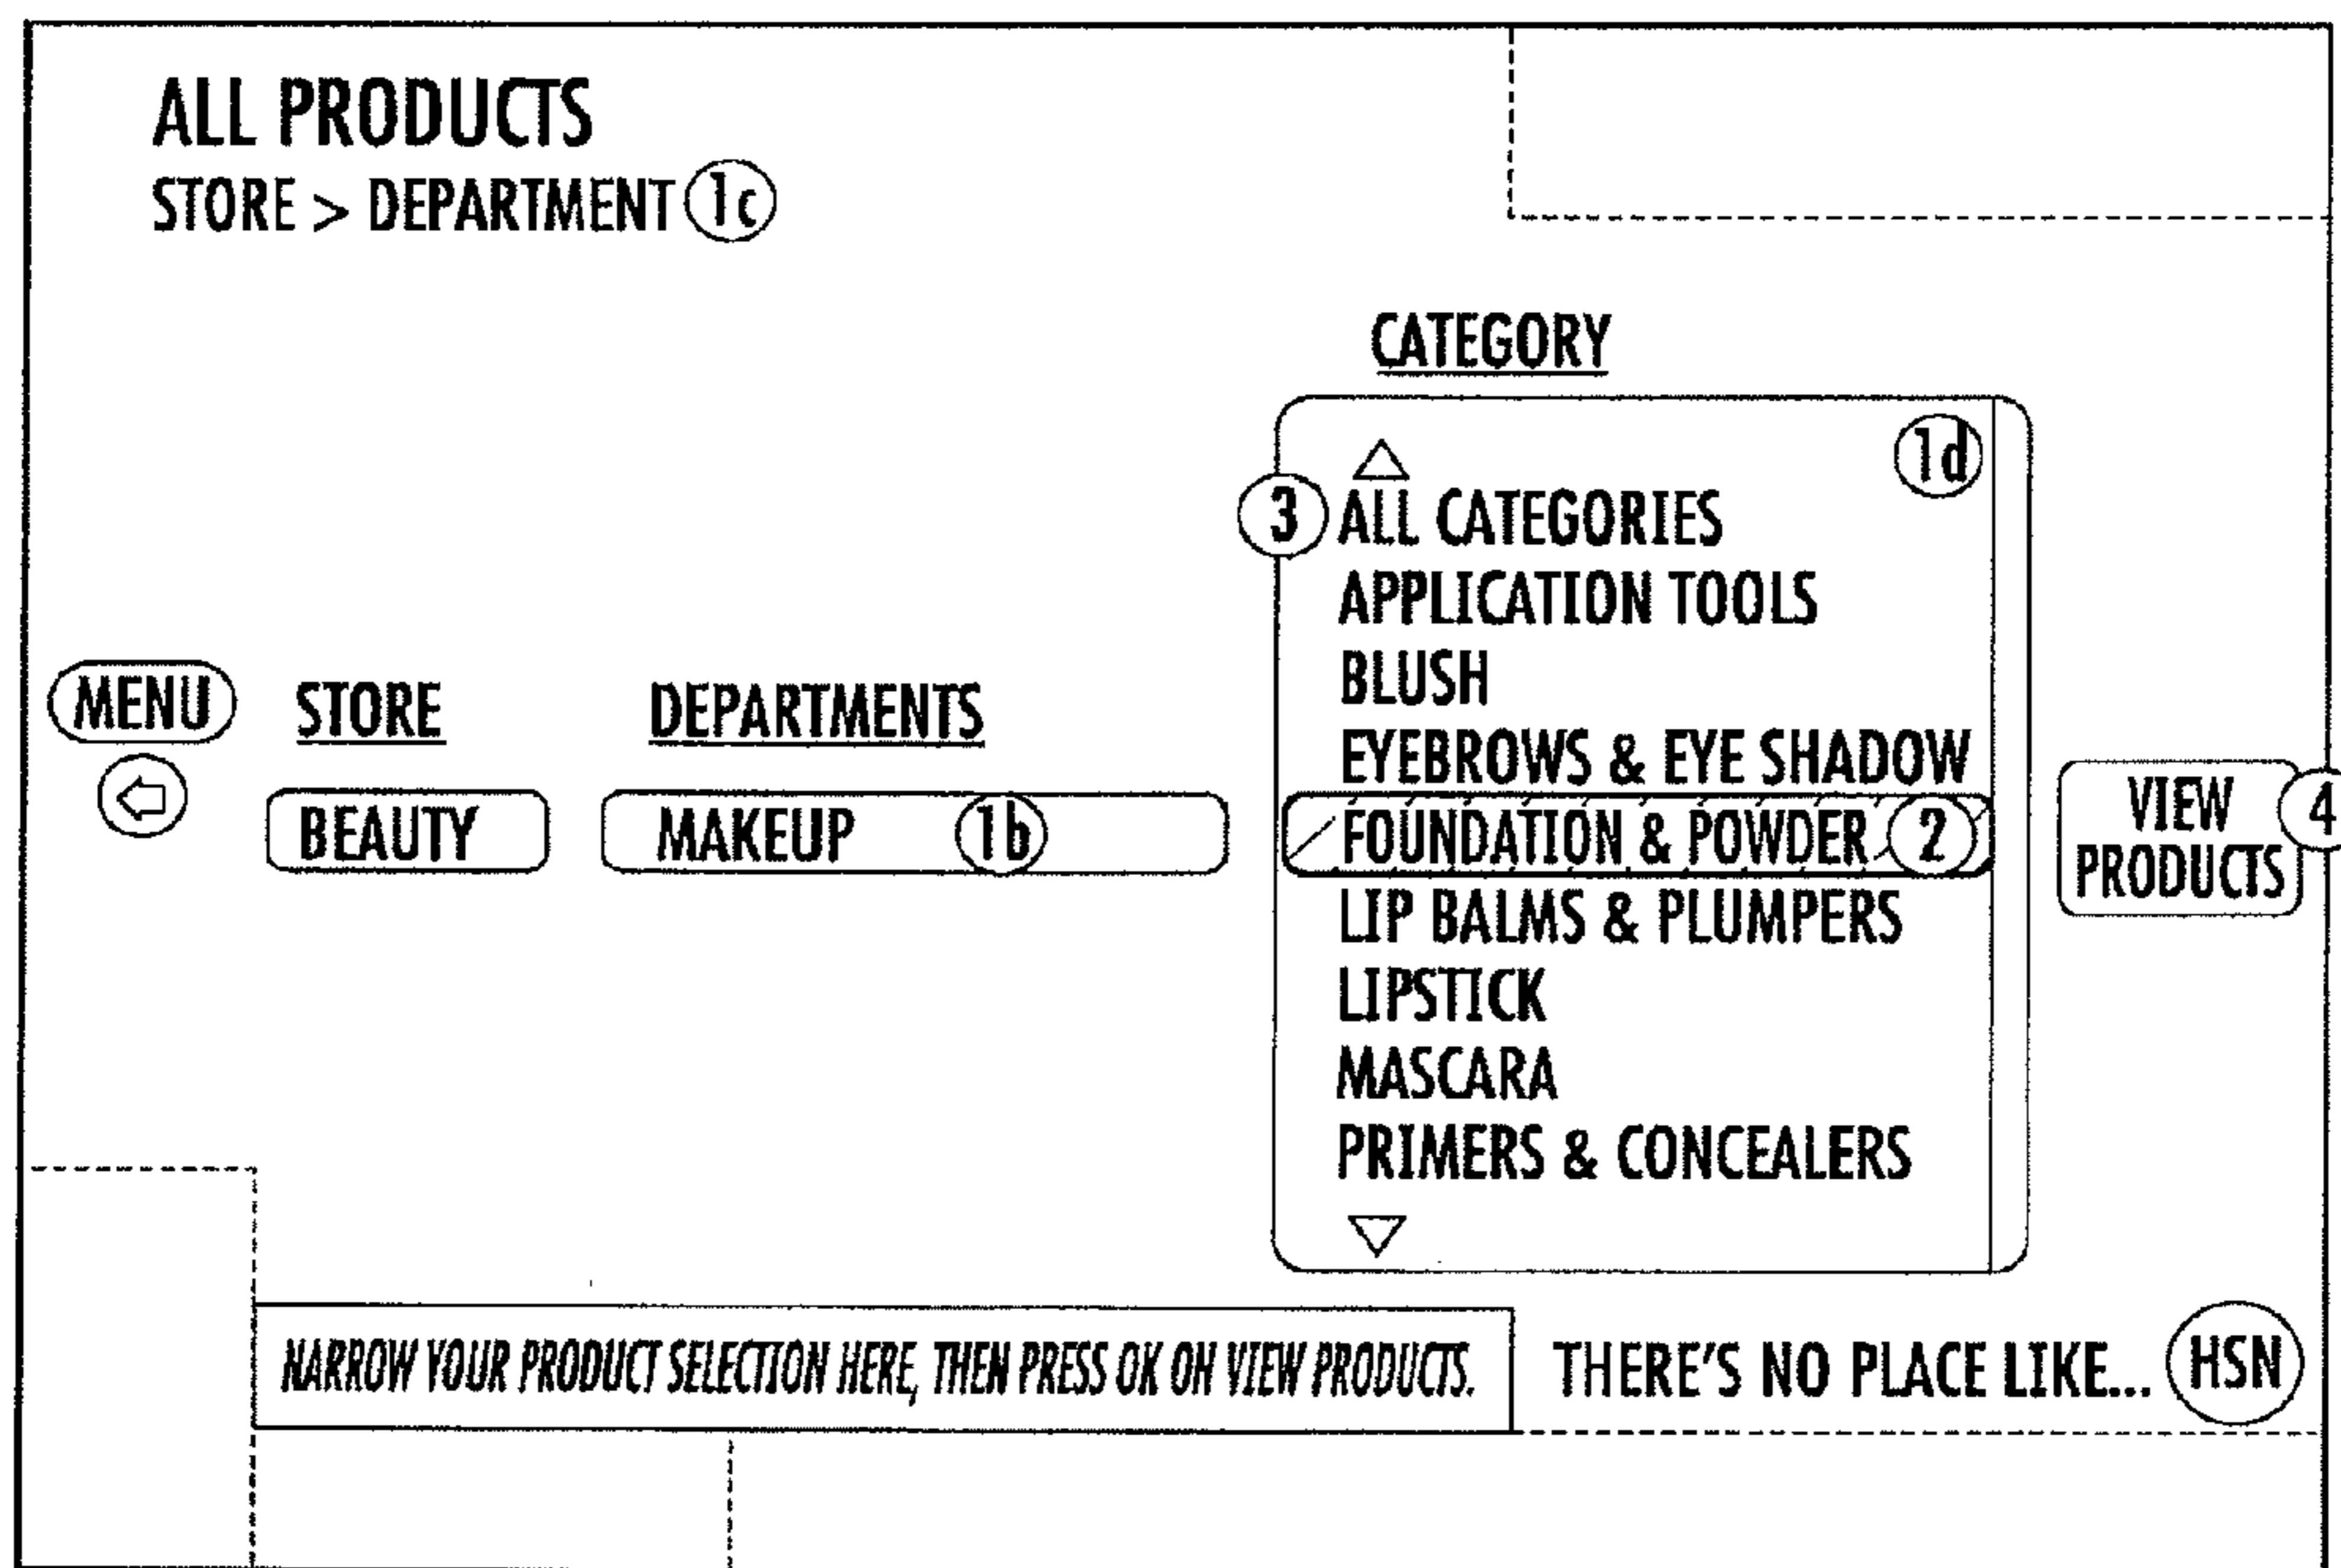 ALL PRODUCTS
STORE > DEPARTMENT 1c
CATEGORY
1d
3 ALL CATEGORIES
APPLICATION TOOLS
BLUSH
EYEBROWS & EYE SHADOW
FOUNDATION & POWDER 2
LIP BALMS & PLUMPERS
LIPSTICK
MASCARA
PRIMERS & CONCEALERS
MENU
STORE
BEAUTY
DEPARTMENTS
MAKEUP 1b
VIEW 4
PRODUCTS
NARROW YOUR PRODUCT SELECTION HERE, THEN PRESS OK ON VIEW PRODUCTS.
THERE'S NO PLACE LIKE... HSN